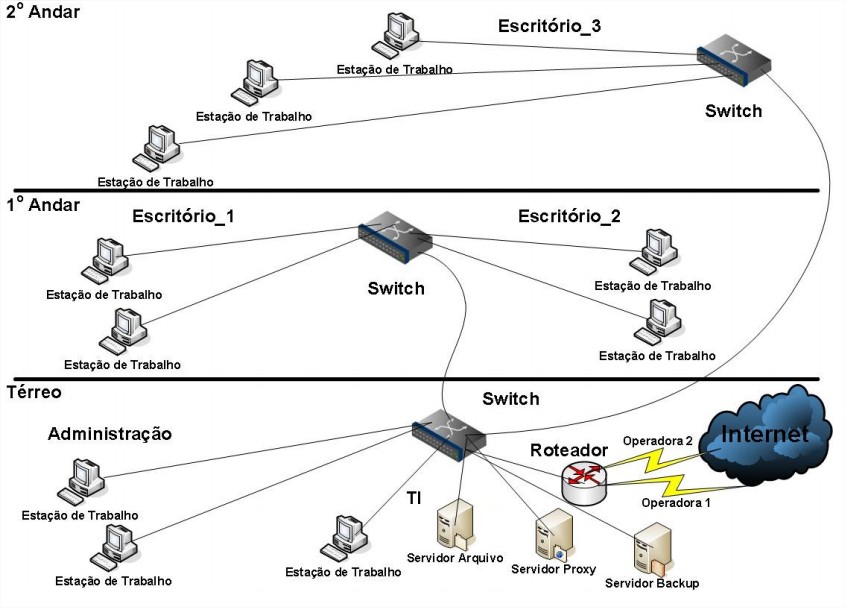 2º Andar
Escritório_3
Estação de Trabalho
Estação de Trabalho
Estação de Trabalho
Switch
1º Andar
Escritório_1
Escritório_2
Estação de Trabalho
Estação de Trabalho
Switch
Estação de Trabalho
Estação de Trabalho
Térreo
Switch
Administração
Roteador
Operadora 2
Internet
Operadora 1
TI
Estação de Trabalho
Estação de Trabalho
Estação de Trabalho
Servidor Arquivo
Servidor Proxy
Servidor Backup